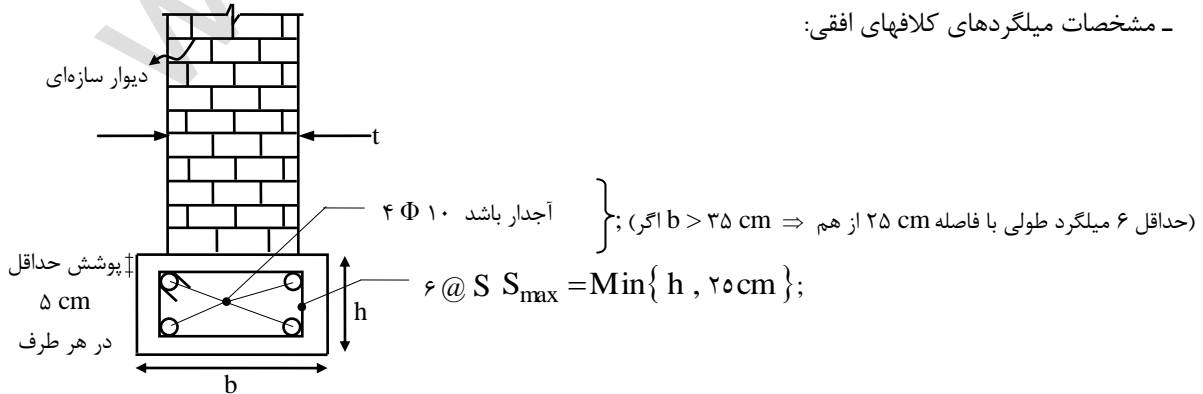 ـ مشخصات میلگردهای کلافهای افقی:
دیوار سازه‌ای
t
۴ Φ ۱۰ آجدار باشد
(حداقل ۶ میلگرد طولی با فاصله ۲۵ cm از هم ⇒ b > ۳۵ cm اگر) ;
پوشش حداقل
۵ cm
در هر طرف
۶ @ S S_max = Min{ h , ۲۵cm };
h
b